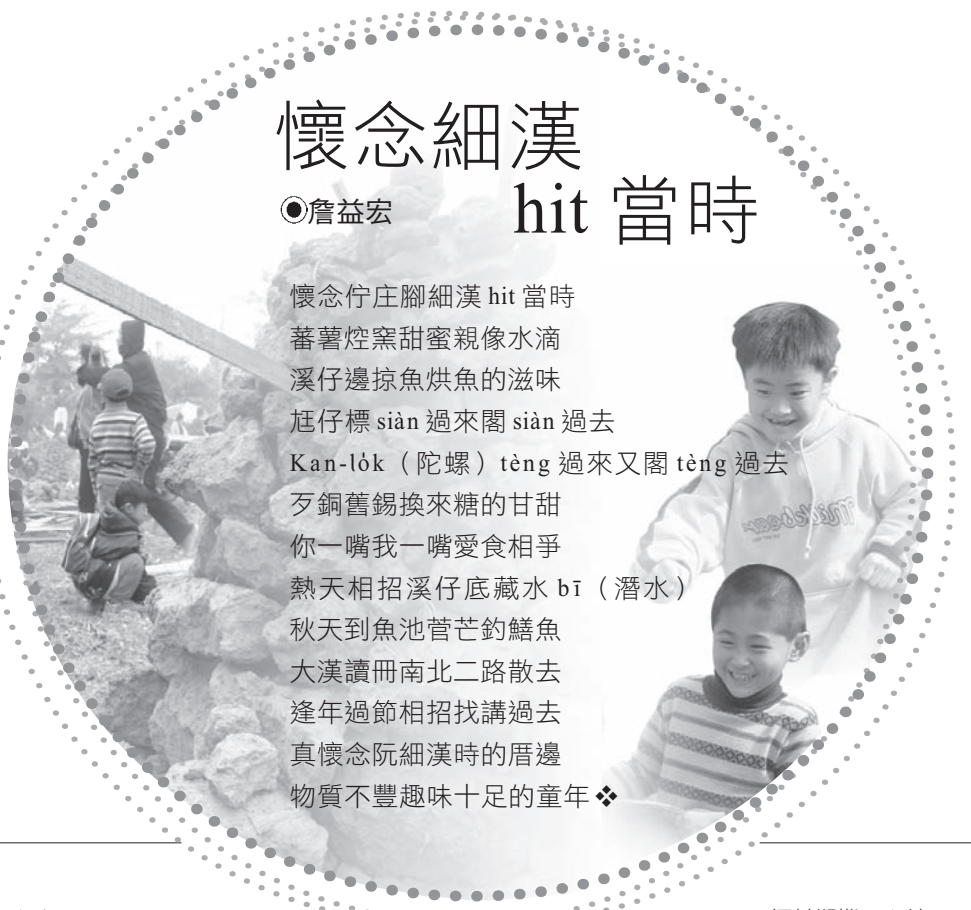 懷念細漢
hit 當時
◉詹益宏
懷念佇庄腳細漢 hit 當時
蕃薯焢窯甜蜜親像水滴
溪仔邊掠魚烘魚的滋味
尪仔標 siàn 過來閣 siàn 過去
Kan-lo̍k（陀螺）tèng 過來又閣 tèng 過去
歹銅舊錫換來糖的甘甜
你一嘴我一嘴愛食相爭
熱天相招溪仔底藏水 bī（潛水）
秋天到魚池菅芒釣鱔魚
大漢讀冊南北二路散去
逢年過節相招找講過去
真懷念阮細漢時的厝邊
物質不豐趣味十足的童年❖